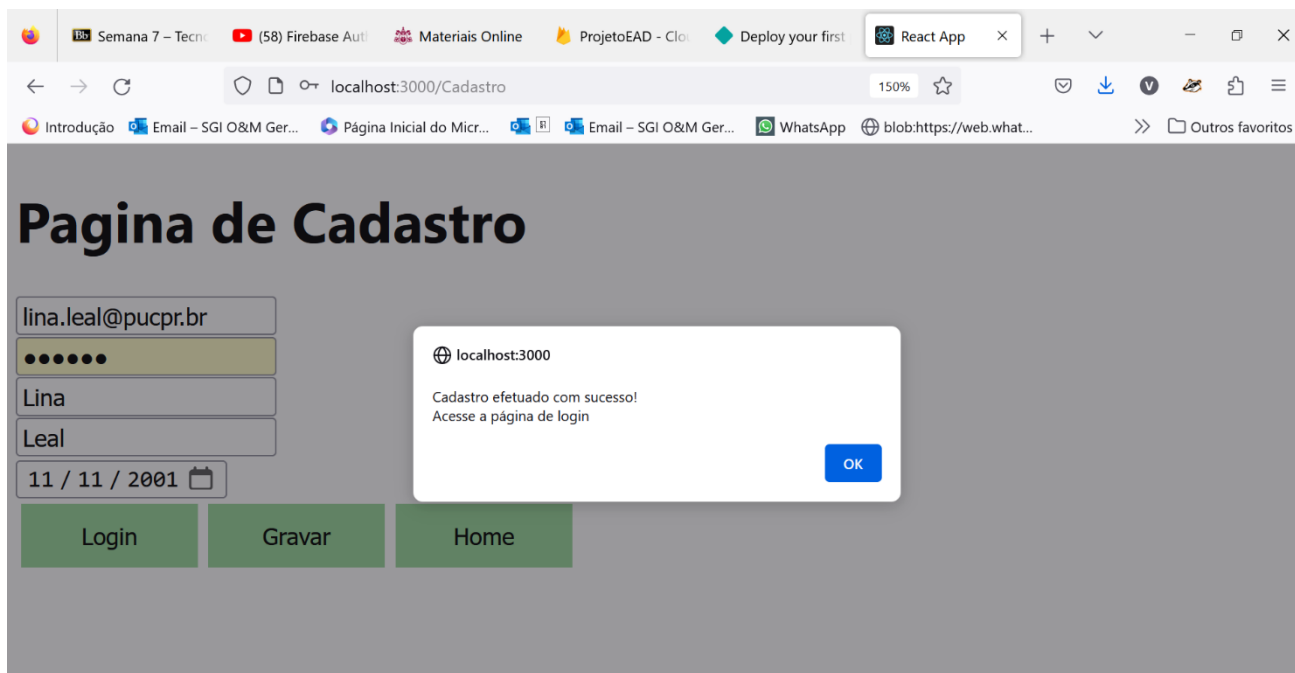 Bb Semana 7 – Tecno
(58) Firebase Aut
Materiais Online
ProjetoEAD - Clou
Deploy your first
React App
localhost:3000/Cadastro
150%
V
Introdução
Email – SGI O&M Ger...
Página Inicial do Micr...
Email – SGI O&M Ger...
WhatsApp
blob:https://web.what...
Outros favoritos
Pagina de Cadastro
lina.leal@pucpr.br
●●●●●●
Lina
Leal
11 / 11 / 2001
Login
Gravar
Home
localhost:3000
Cadastro efetuado com sucesso!
Acesse a página de login
OK